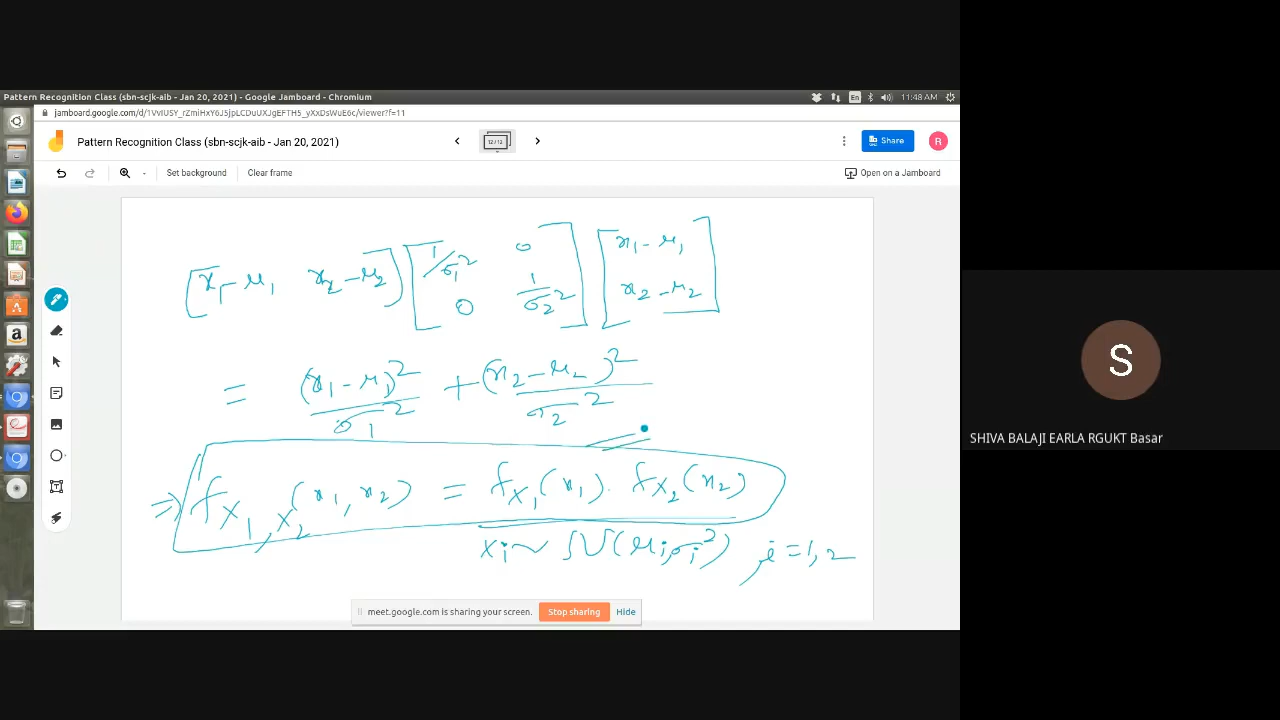 Pattern Recognition Class (sbn-scjk-aib - Jan 20, 2021) - Google Jamboard - Chromium
En
11:48 AM
Pattern Recognition Class (sbn-scjk-aib - Jan 20, 2021)
12 / 12
Share
R
Set background
Clear frame
Open on a Jamboard
[x₁ - μ₁  x₂ - μ₂] [1/σ₁²  0
0  1/σ₂²] [x₁ - μ₁
x₂ - μ₂]
= (x₁ - μ₁)²/σ₁² + (x₂ - μ₂)²/σ₂²
⇒ f_{X₁,X₂}(x₁, x₂) = f_{X₁}(x₁) · f_{X₂}(x₂)
Xᵢ ~ N(μᵢ, σᵢ²), i = 1, 2
S
SHIVA BALAJI EARLA RGUKT Basar
meet.google.com is sharing your screen.
Stop sharing
Hide